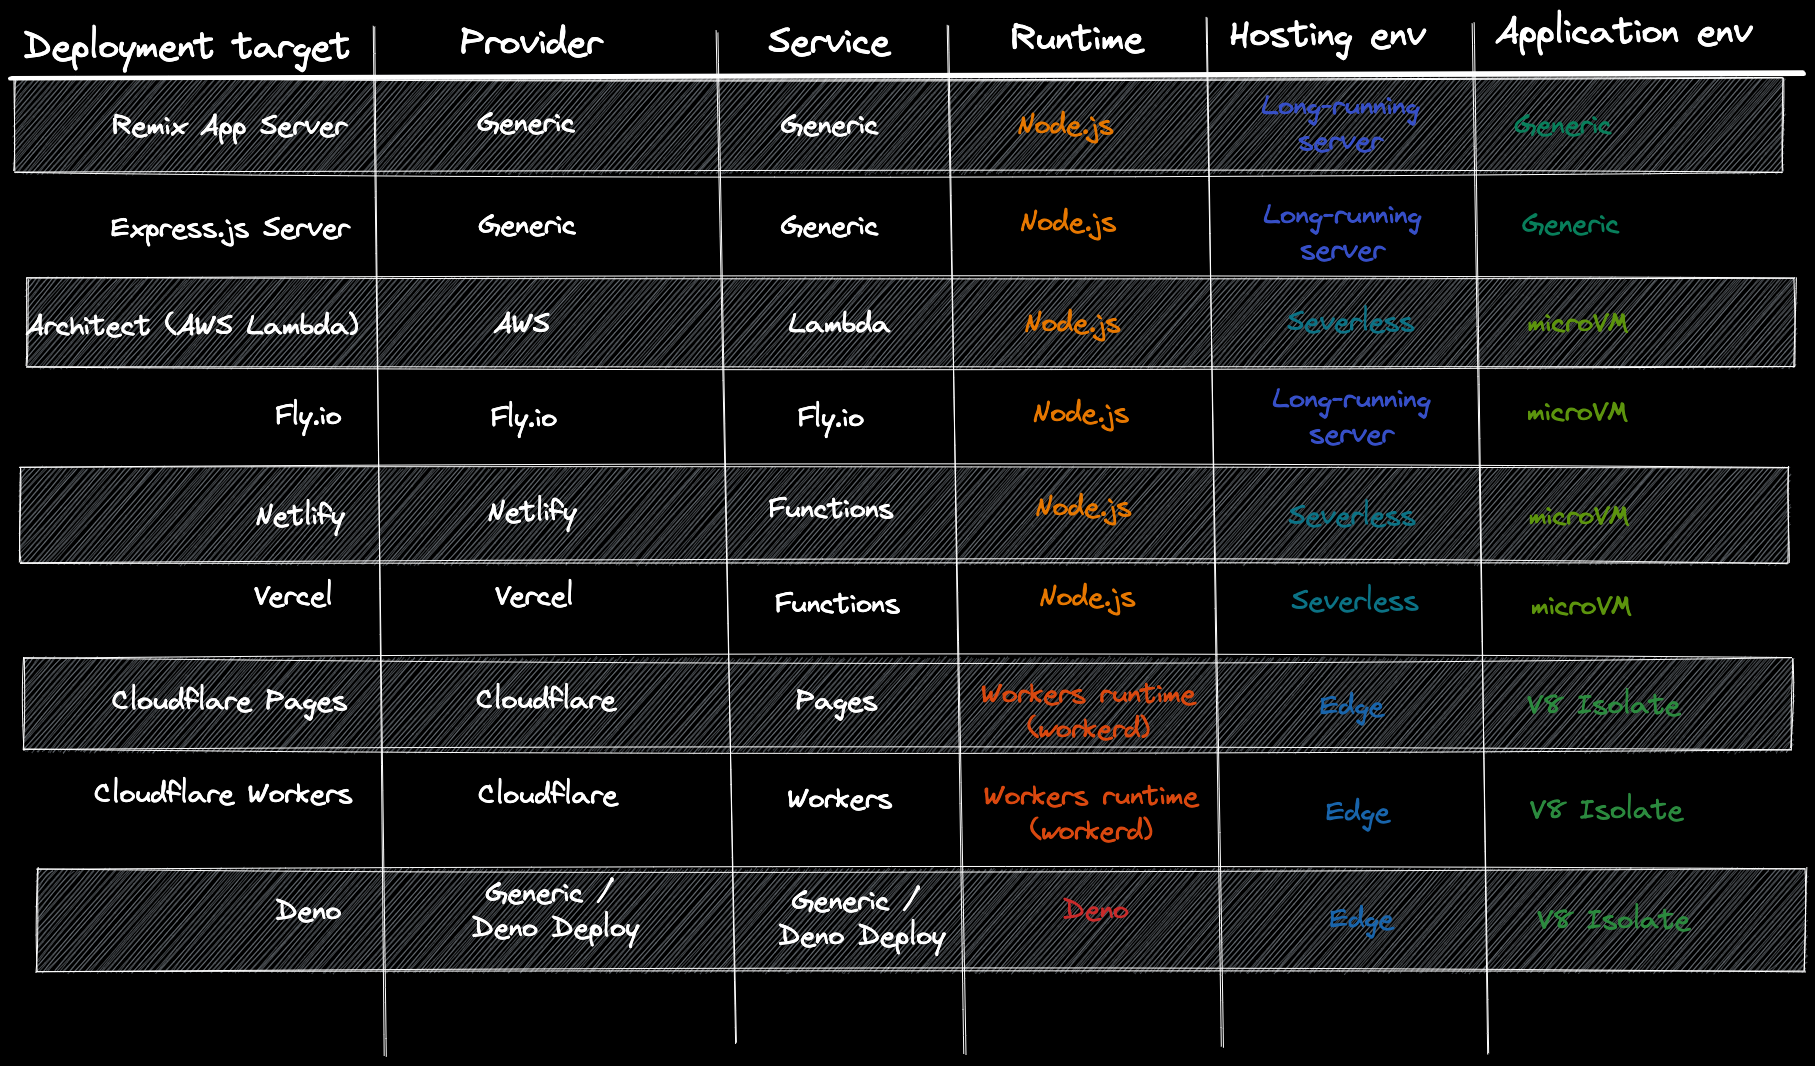 Deployment target Provider Service Runtime Hosting env Application env
Remix App Server Generic Generic Node.js Long-running server Generic
Express.js Server Generic Generic Node.js Long-running server Generic
Architect (AWS Lambda) AWS Lambda Node.js Severless microVM
Fly.io Fly.io Fly.io Node.js Long-running server microVM
Netlify Netlify Functions Node.js Severless microVM
Vercel Vercel Functions Node.js Severless microVM
Cloudflare Pages Cloudflare Pages Workers runtime (workerd) Edge V8 Isolate
Cloudflare Workers Cloudflare Workers Workers runtime (workerd) Edge V8 Isolate
Deno Generic / Deno Deploy Generic / Deno Deploy Deno Edge V8 Isolate